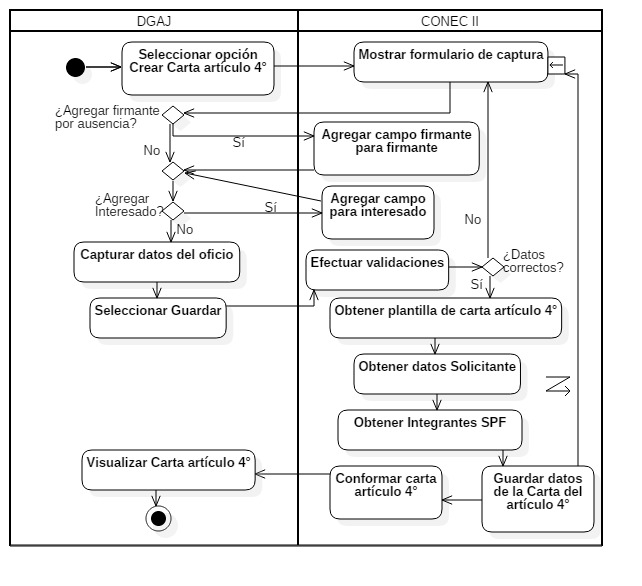 DGAJ
CONEC II
Seleccionar opción
Crear Carta artículo 4°
Mostrar formulario de captura
¿Agregar firmante
por ausencia?
Sí
No
Agregar campo firmante
para firmante
¿Agregar
Interesado?
Sí
No
Agregar campo
para interesado
Capturar datos del oficio
Efectuar validaciones
No
¿Datos
correctos?
Sí
Seleccionar Guardar
Obtener plantilla de carta artículo 4°
Obtener datos Solicitante
Obtener Integrantes SPF
Visualizar Carta artículo 4°
Conformar carta
artículo 4°
Guardar datos
de la Carta del
artículo 4°